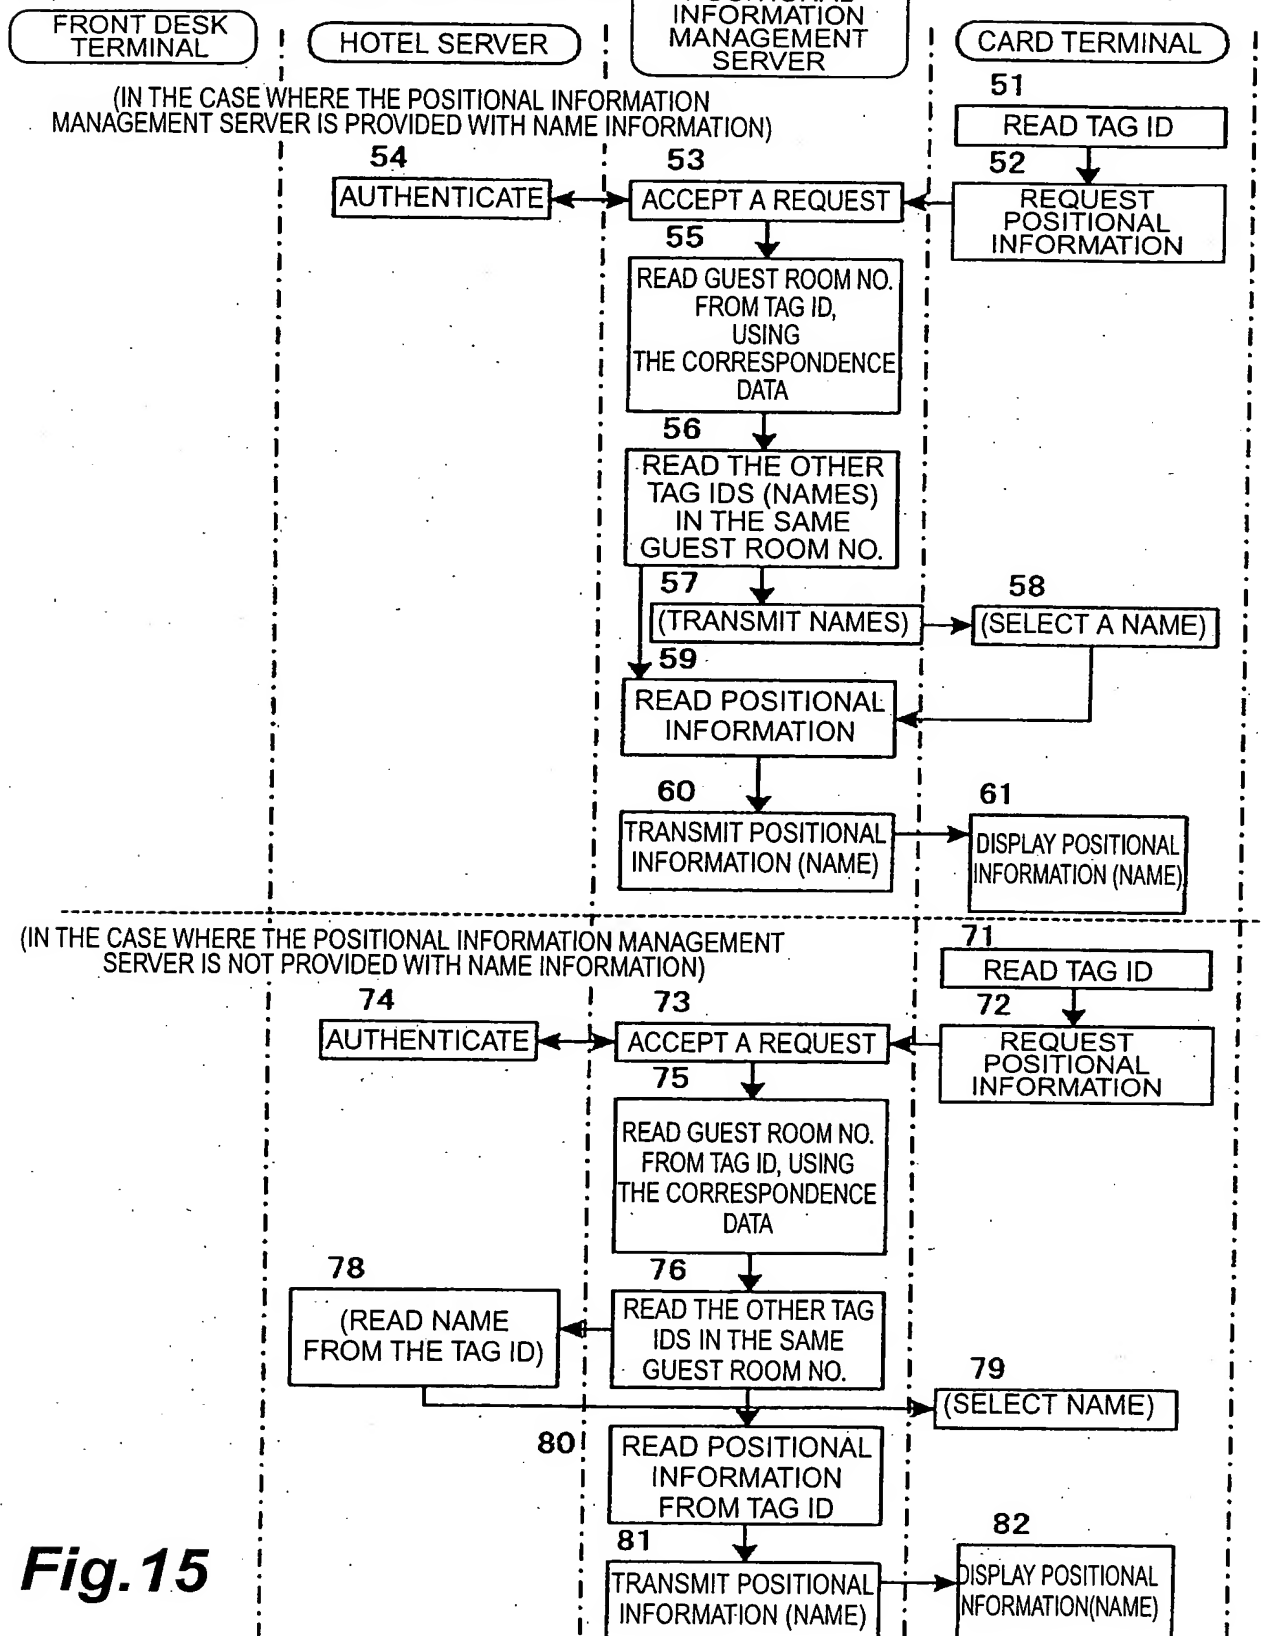 FRONT DESK
TERMINAL
HOTEL SERVER
INFORMATION
MANAGEMENT
SERVER
CARD TERMINAL
(IN THE CASE WHERE THE POSITIONAL INFORMATION
MANAGEMENT SERVER IS PROVIDED WITH NAME INFORMATION)
51
READ TAG ID
54
AUTHENTICATE
53
ACCEPT A REQUEST
52
REQUEST
POSITIONAL
INFORMATION
55
READ GUEST ROOM NO.
FROM TAG ID,
USING
THE CORRESPONDENCE
DATA
56
READ THE OTHER
TAG IDS (NAMES)
IN THE SAME
GUEST ROOM NO.
57
(TRANSMIT NAMES)
58
(SELECT A NAME)
59
READ POSITIONAL
INFORMATION
60
TRANSMIT POSITIONAL
INFORMATION (NAME)
61
DISPLAY POSITIONAL
INFORMATION (NAME)
(IN THE CASE WHERE THE POSITIONAL INFORMATION MANAGEMENT
SERVER IS NOT PROVIDED WITH NAME INFORMATION)
71
READ TAG ID
74
AUTHENTICATE
73
ACCEPT A REQUEST
72
REQUEST
POSITIONAL
INFORMATION
75
READ GUEST ROOM NO.
FROM TAG ID, USING
THE CORRESPONDENCE
DATA
78
(READ NAME
FROM THE TAG ID)
76
READ THE OTHER TAG
IDS IN THE SAME
GUEST ROOM NO.
79
(SELECT NAME)
80
READ POSITIONAL
INFORMATION
FROM TAG ID
81
TRANSMIT POSITIONAL
INFORMATION (NAME)
82
DISPLAY POSITIONAL
INFORMATION(NAME)
Fig.15